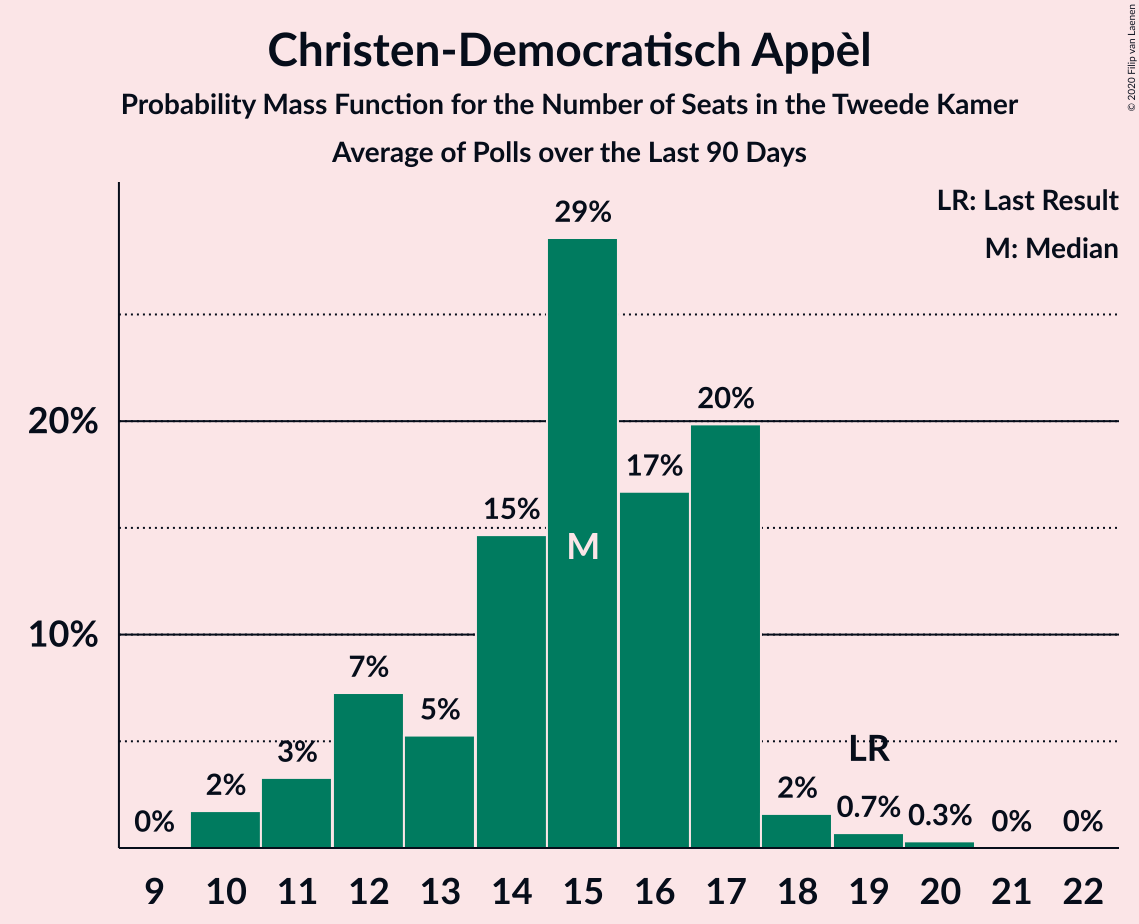 Christen-Democratisch Appèl
Probability Mass Function for the Number of Seats in the Tweede Kamer
Average of Polls over the Last 90 Days
© 2020 Filip van Laenen
LR: Last Result
M: Median
29%
20%
20%
17%
15%
M
10%
7%
5%
3%
LR
2%
2%
0.7%
0.3%
0%
0%
0%
9 10 11 12 13 14 15 16 17 18 19 20 21 22